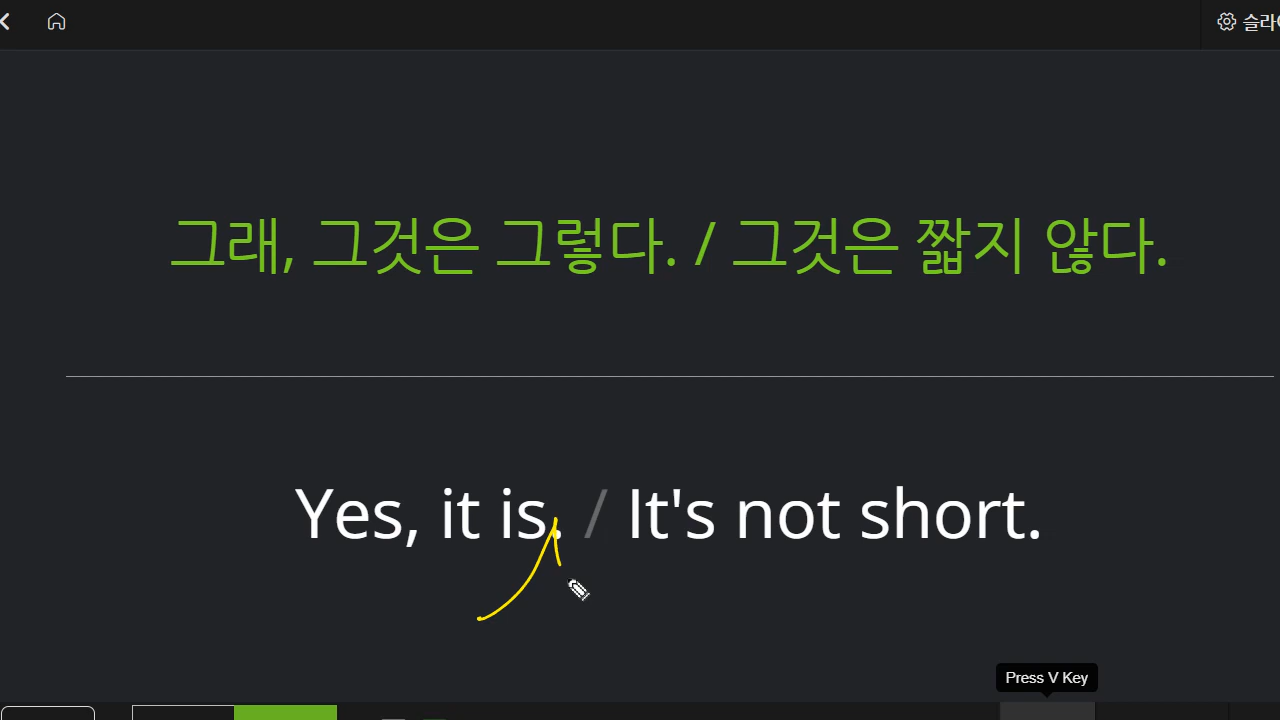 그래, 그것은 그렇다. / 그것은 짧지 않다.
Yes, it is. / It's not short.
Press V Key